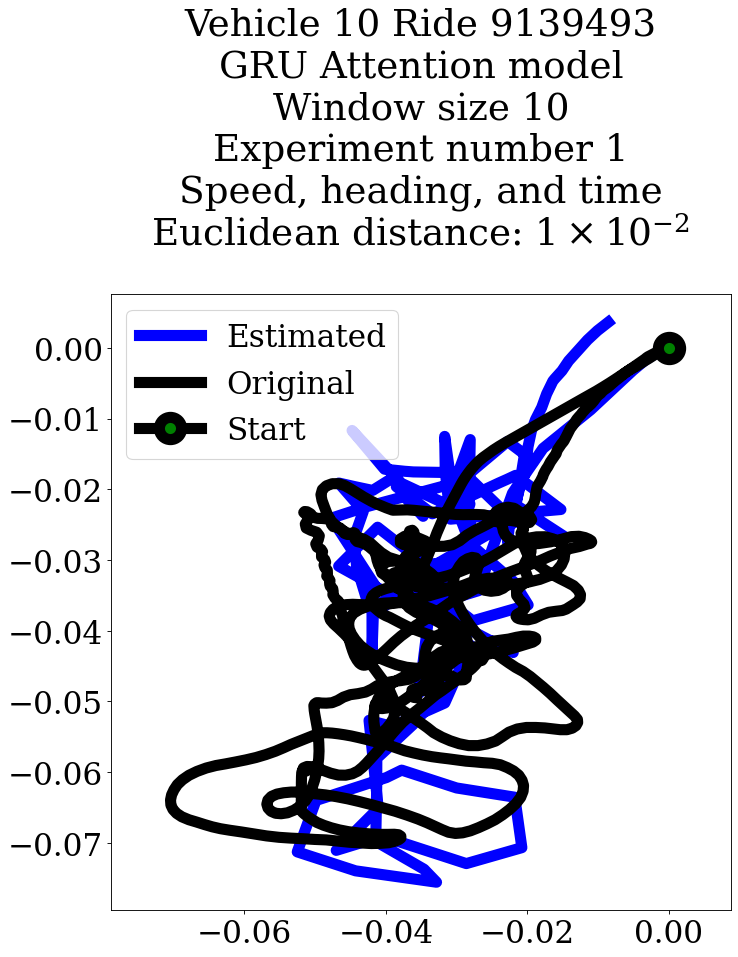 Vehicle 10 Ride 9139493
GRU Attention model
Window size 10
Experiment number 1
Speed, heading, and time
Euclidean distance: 1 × 10⁻²
Estimated
Original
Start
0.00
−0.01
−0.02
−0.03
−0.04
−0.05
−0.06
−0.07
−0.06 −0.04 −0.02 0.00